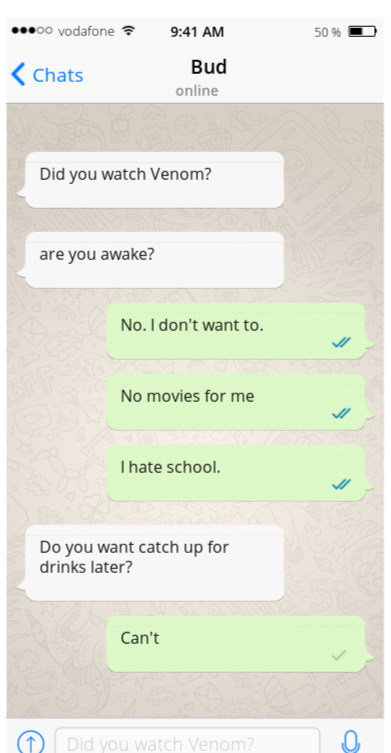 vodafone 9:41 AM 50 %
Chats Bud
online
Did you watch Venom?
are you awake?
No. I don't want to.
No movies for me
I hate school.
Do you want catch up for
drinks later?
Can't
Did you watch Venom?